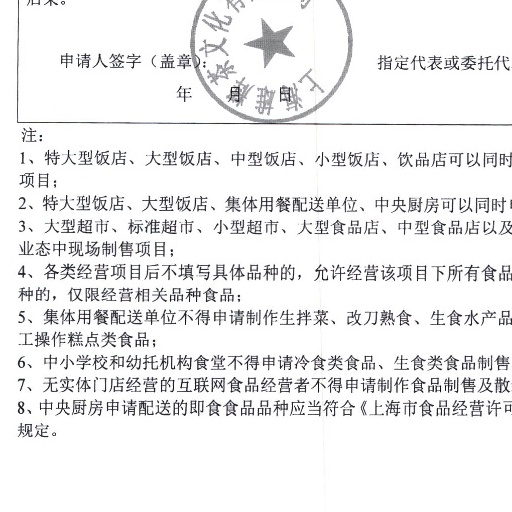 后果。
申请人签字（盖章）：
指定代表或委托代
年 月 日
注：
1、特大型饭店、大型饭店、中型饭店、小型饭店、饮品店可以同时
项目；
2、特大型饭店、大型饭店、集体用餐配送单位、中央厨房可以同时
3、大型超市、标准超市、小型超市、大型食品店、中型食品店以及
业态中现场制售项目；
4、各类经营项目后不填写具体品种的，允许经营该项目下所有食品
种的，仅限经营相关品种食品；
5、集体用餐配送单位不得申请制作生拌菜、改刀熟食、生食水产品
工操作糕点类食品；
6、中小学校和幼托机构食堂不得申请冷食类食品、生食类食品制售
7、无实体门店经营的互联网食品经营者不得申请制作食品制售及散
8、中央厨房申请配送的即食食品品种应当符合《上海市食品经营许可
规定。